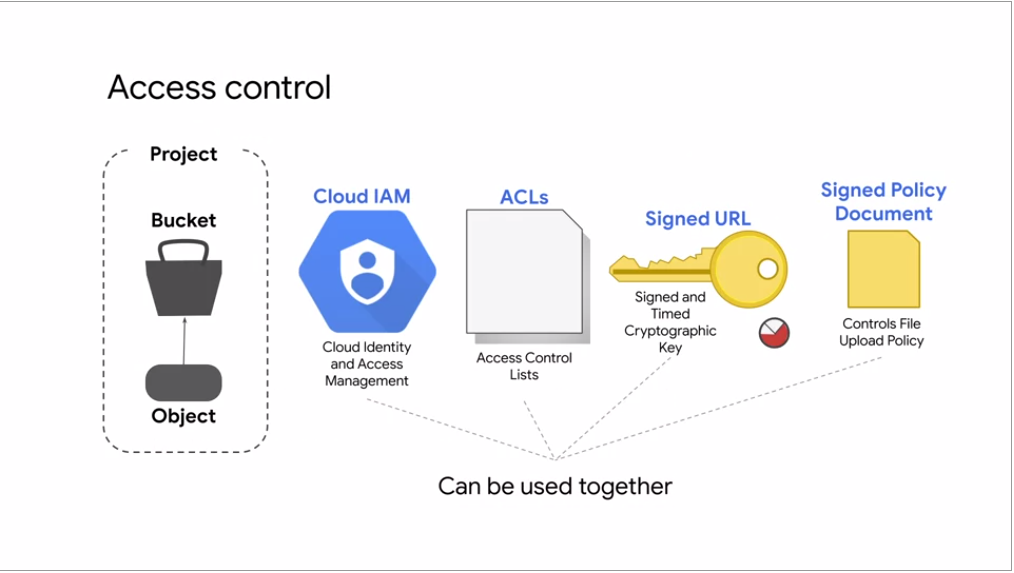 Access control
Project
Bucket
Object
Cloud IAM
Cloud Identity
and Access
Management
ACLs
Access Control
Lists
Signed URL
Signed and
Timed
Cryptographic
Key
Signed Policy
Document
Controls File
Upload Policy
Can be used together